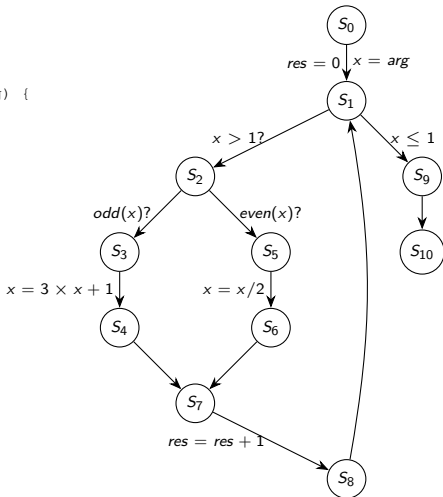 S0
res = 0 x = arg
) {
S1
x > 1? x ≤ 1
S2 S9
odd(x)? even(x)?
S3 S5 S10
x = 3 × x + 1 x = x/2
S4 S6
S7
res = res + 1
S8